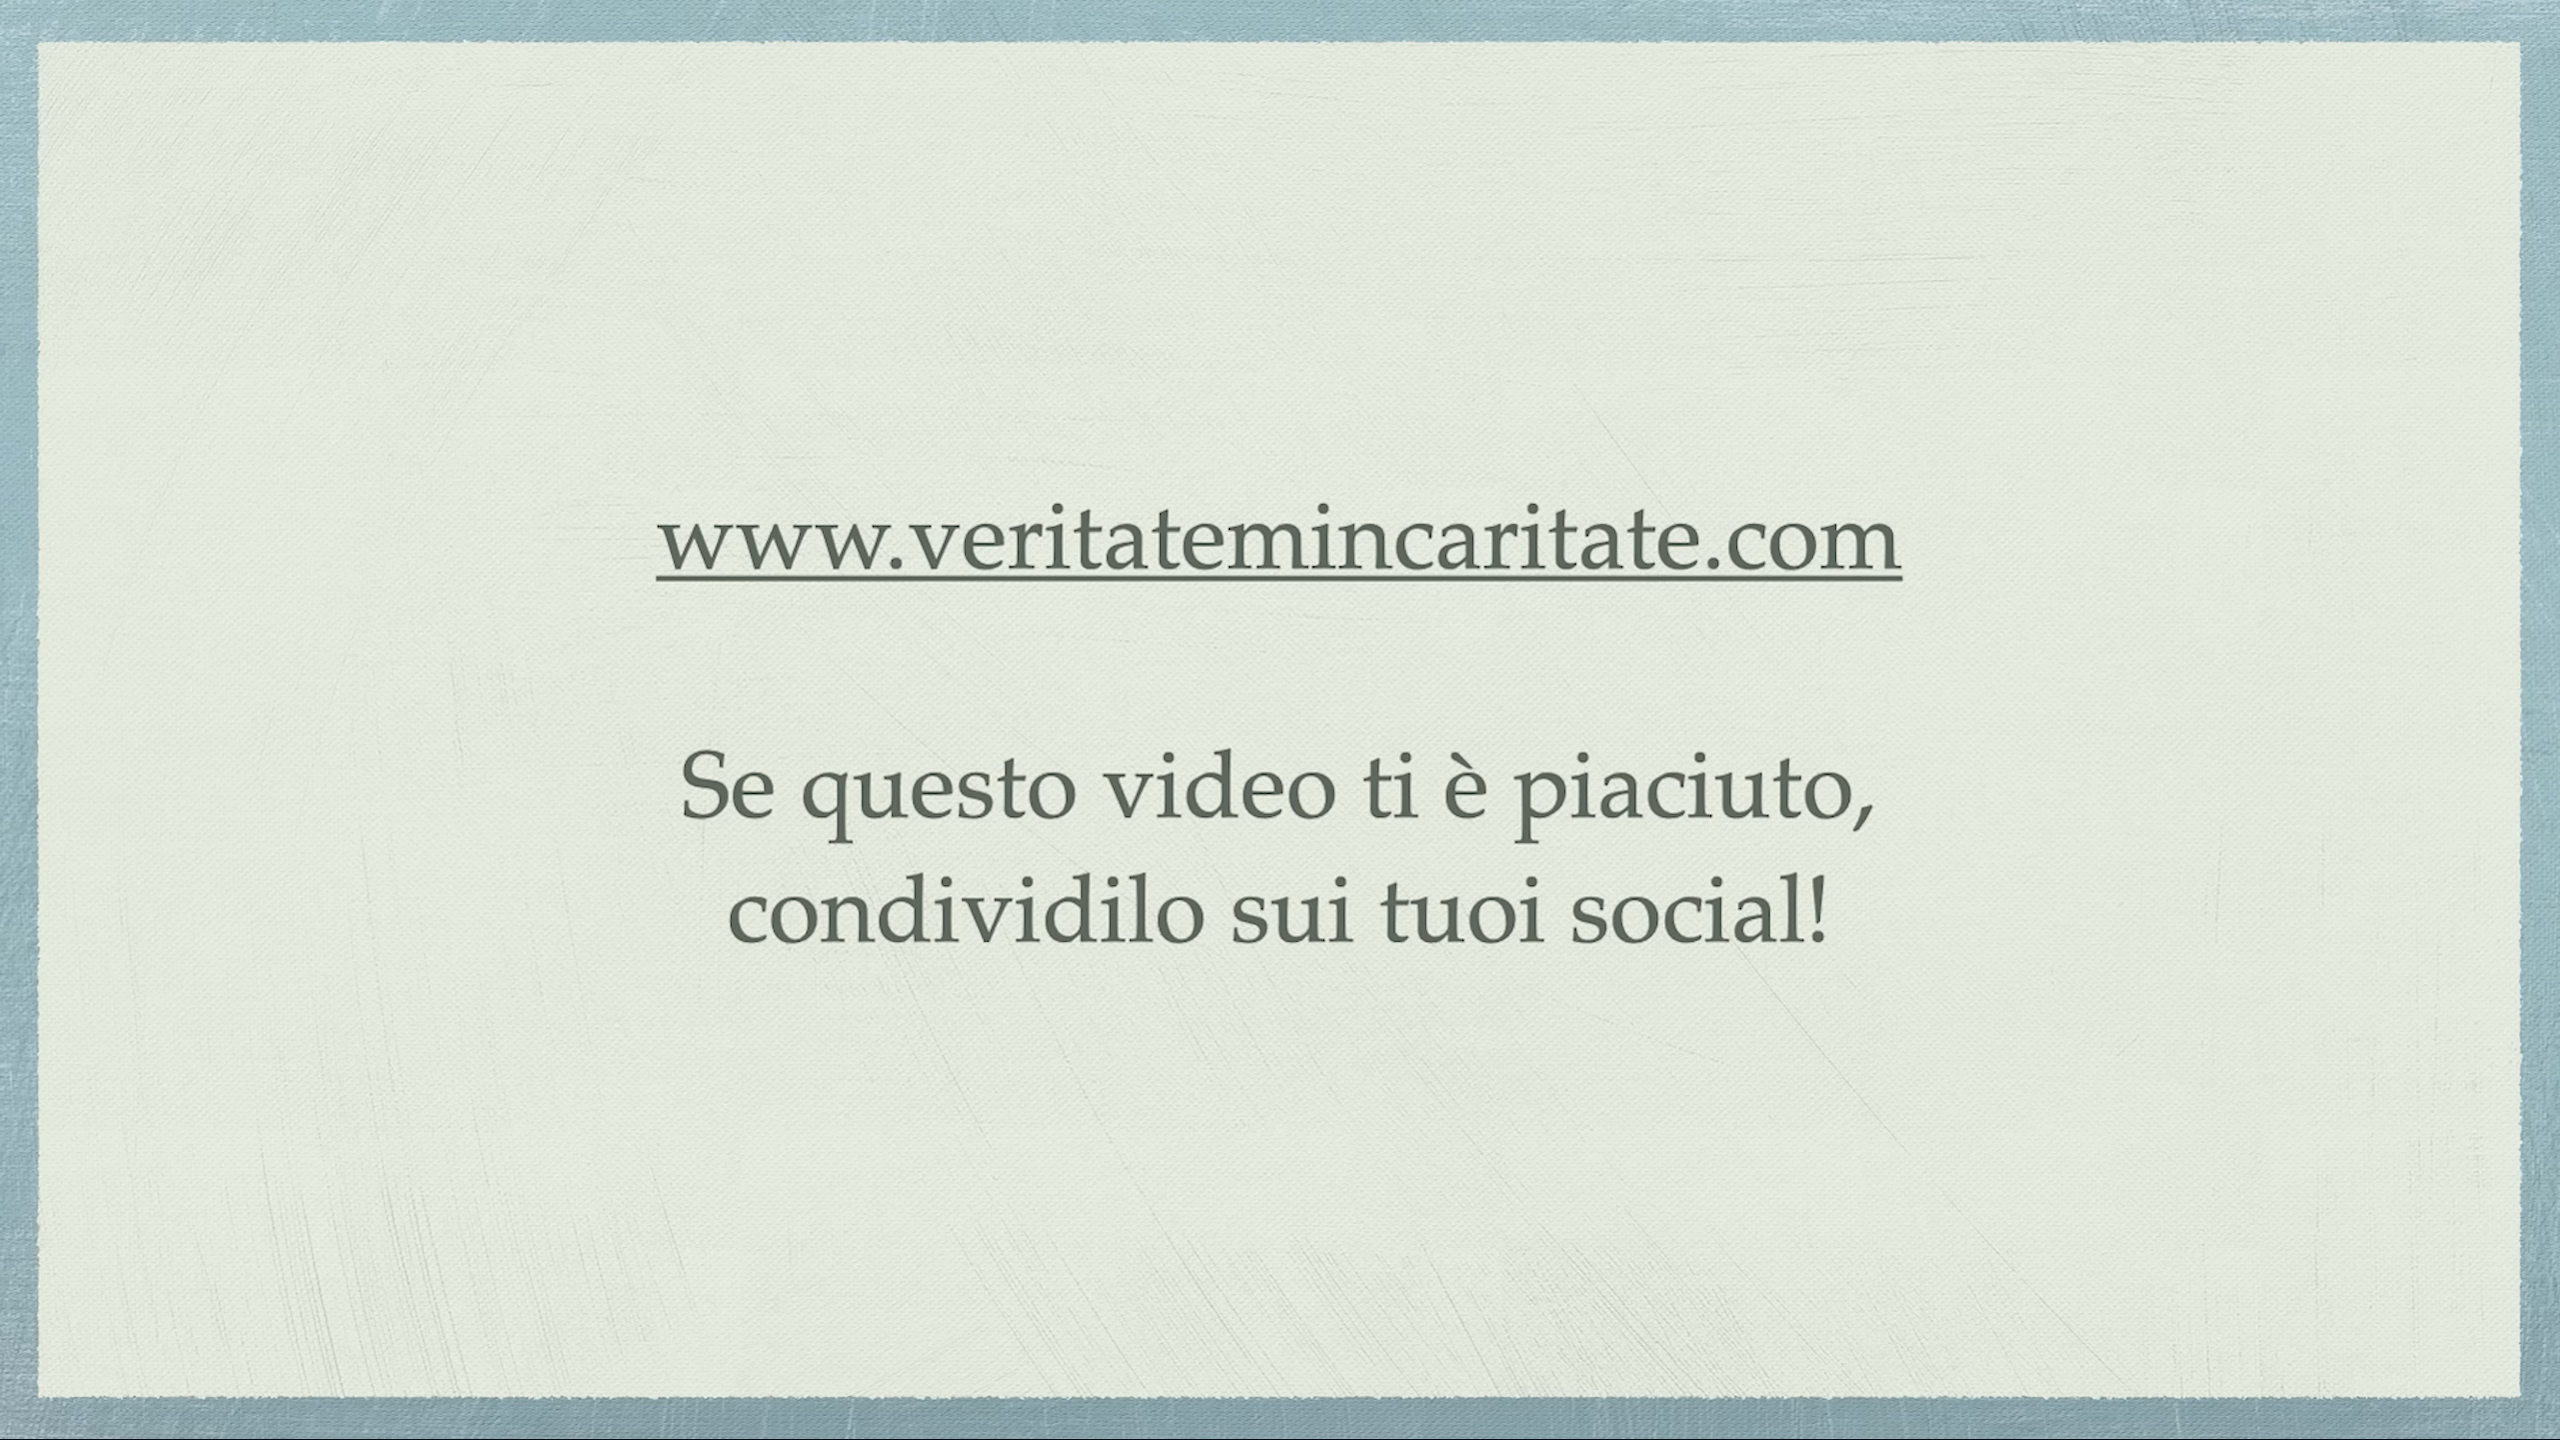 www.veritatemincaritate.com
Se questo video ti è piaciuto,
condividilo sui tuoi social!